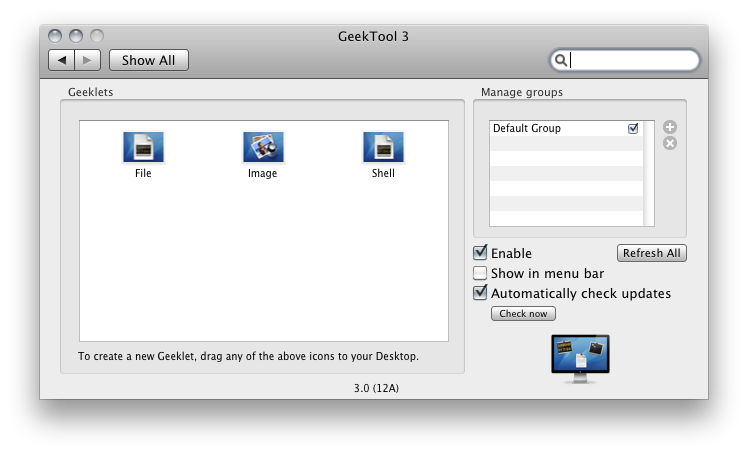 GeekTool 3
Show All
Geeklets
File
Image
Shell
To create a new Geeklet, drag any of the above icons to your Desktop.
Manage groups
Default Group
Enable
Refresh All
Show in menu bar
Automatically check updates
Check now
3.0 (12A)